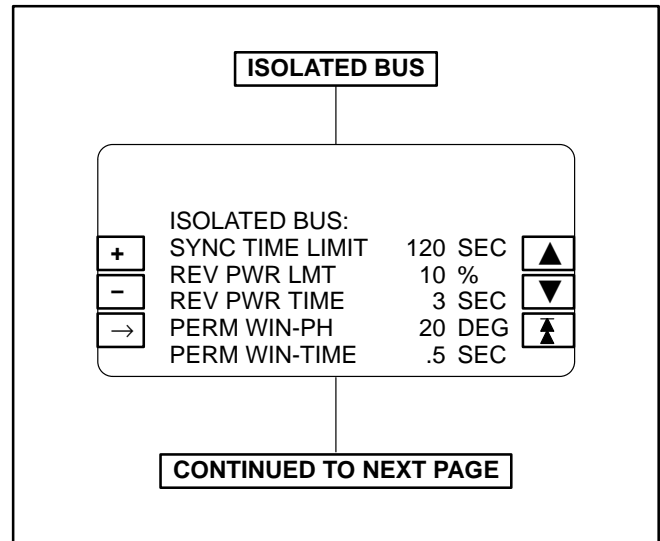 ISOLATED BUS
ISOLATED BUS:
SYNC TIME LIMIT 120 SEC
REV PWR LMT 10 %
REV PWR TIME 3 SEC
PERM WIN-PH 20 DEG
PERM WIN-TIME .5 SEC
+
−
→
▲
▼
CONTINUED TO NEXT PAGE